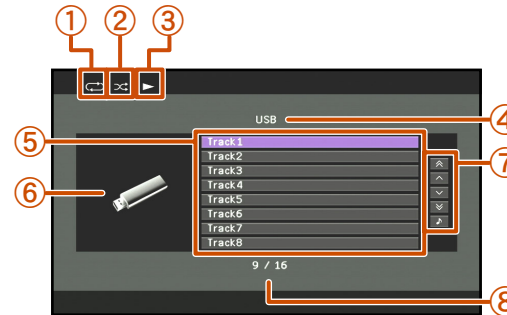 ① ② ③
USB ④
⑤ Track1
Track2
Track3 ⑦
Track4
⑥ Track5
Track6
Track7
Track8
9 / 16
⑧